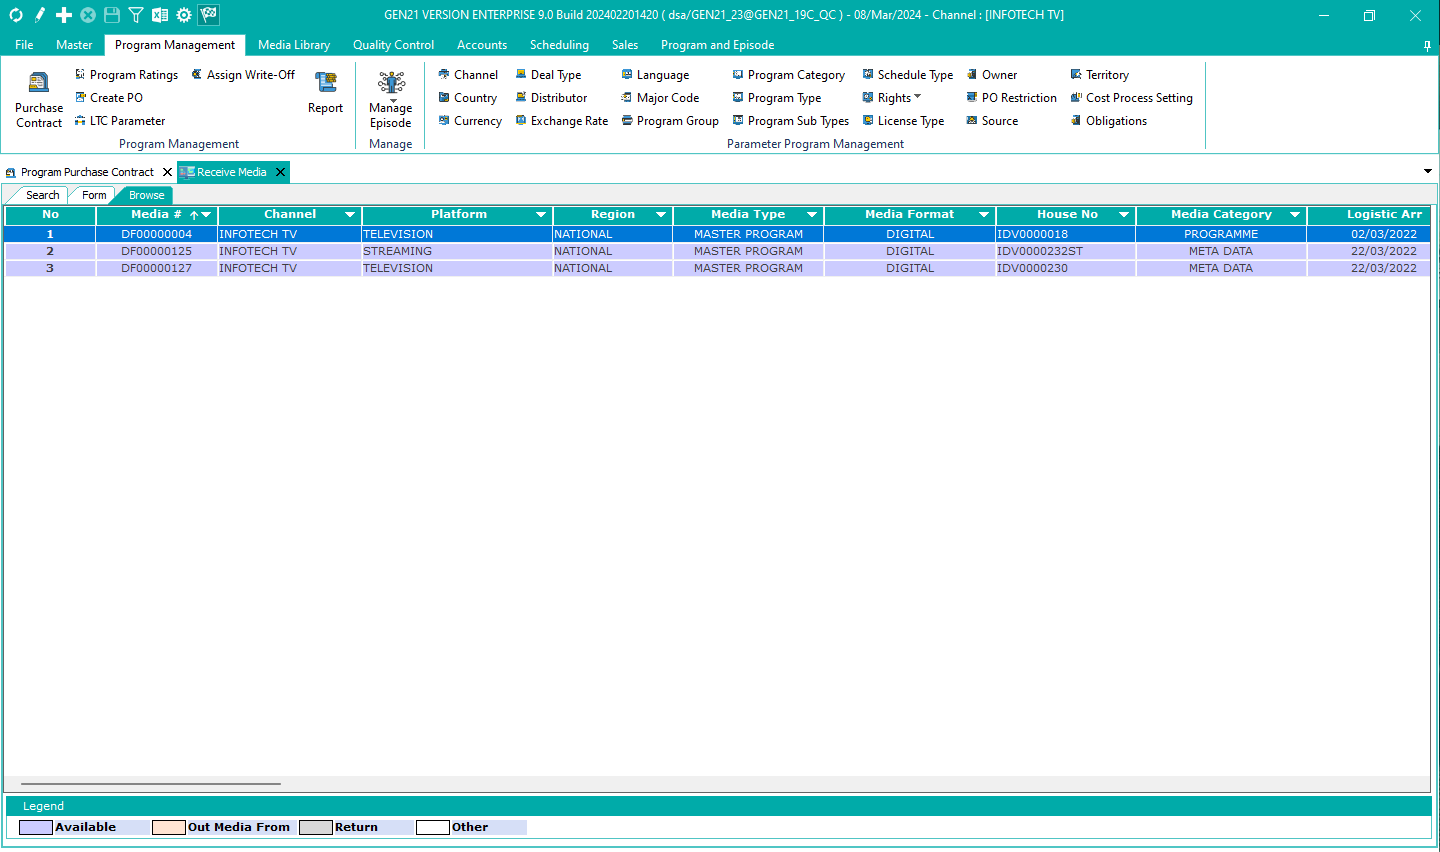 GEN21 VERSION ENTERPRISE 9.0 Build 202402201420 ( dsa/GEN21_23@GEN21_19C_QC ) - 08/Mar/2024 - Channel : [INFOTECH TV]
File Master Program Management Media Library Quality Control Accounts Scheduling Sales Program and Episode
Program Ratings Assign Write-Off Channel Deal Type Language Program Category Schedule Type Owner Territory
Create PO Country Distributor Major Code Program Type Rights PO Restriction Cost Process Setting
Purchase Contract Report Manage Episode
LTC Parameter Currency Exchange Rate Program Group Program Sub Types License Type Source Obligations
Program Management Manage Parameter Program Management
Program Purchase Contract Receive Media
Search Form Browse
No Media # Channel Platform Region Media Type Media Format House No Media Category Logistic Arr
1 DF00000004 INFOTECH TV TELEVISION NATIONAL MASTER PROGRAM DIGITAL IDV0000018 PROGRAMME 02/03/2022
2 DF00000125 INFOTECH TV STREAMING NATIONAL MASTER PROGRAM DIGITAL IDV0000232ST META DATA 22/03/2022
3 DF00000127 INFOTECH TV TELEVISION NATIONAL MASTER PROGRAM DIGITAL IDV0000230 META DATA 22/03/2022
Legend
Available Out Media From Return Other